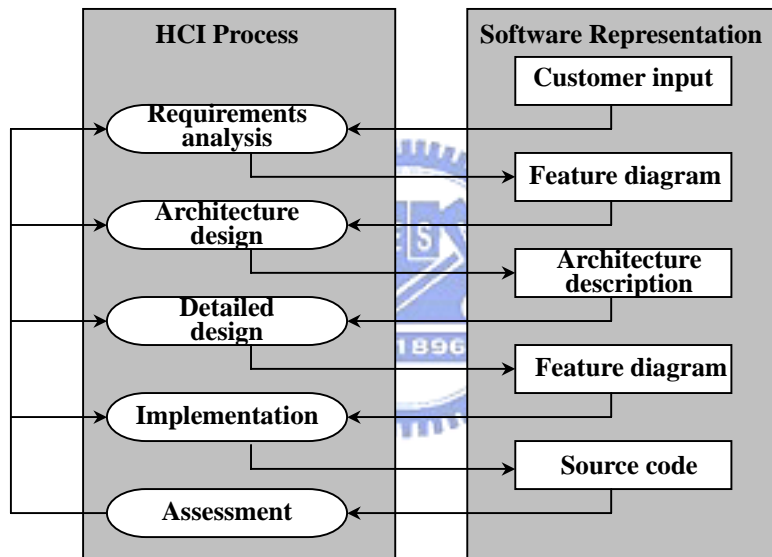 HCI Process
Software Representation
Customer input
Requirements
analysis
Feature diagram
Architecture
design
Architecture
description
Detailed
design
1896
Feature diagram
Implementation
Source code
Assessment